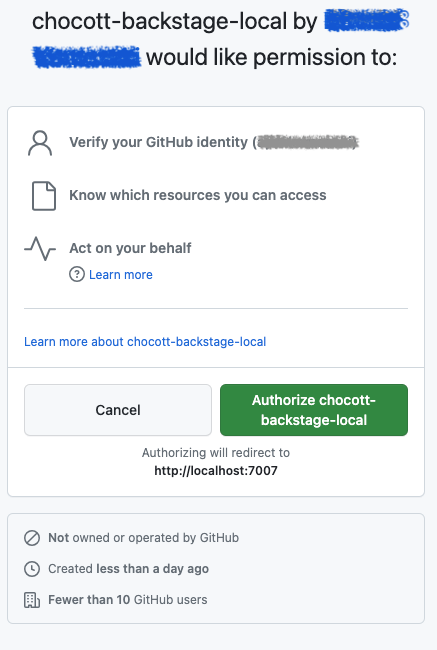 chocott-backstage-local by
would like permission to:
Verify your GitHub identity (
Know which resources you can access
Act on your behalf
? Learn more
Learn more about chocott-backstage-local
Cancel
Authorize chocott-
backstage-local
Authorizing will redirect to
http://localhost:7007
Not owned or operated by GitHub
Created less than a day ago
Fewer than 10 GitHub users